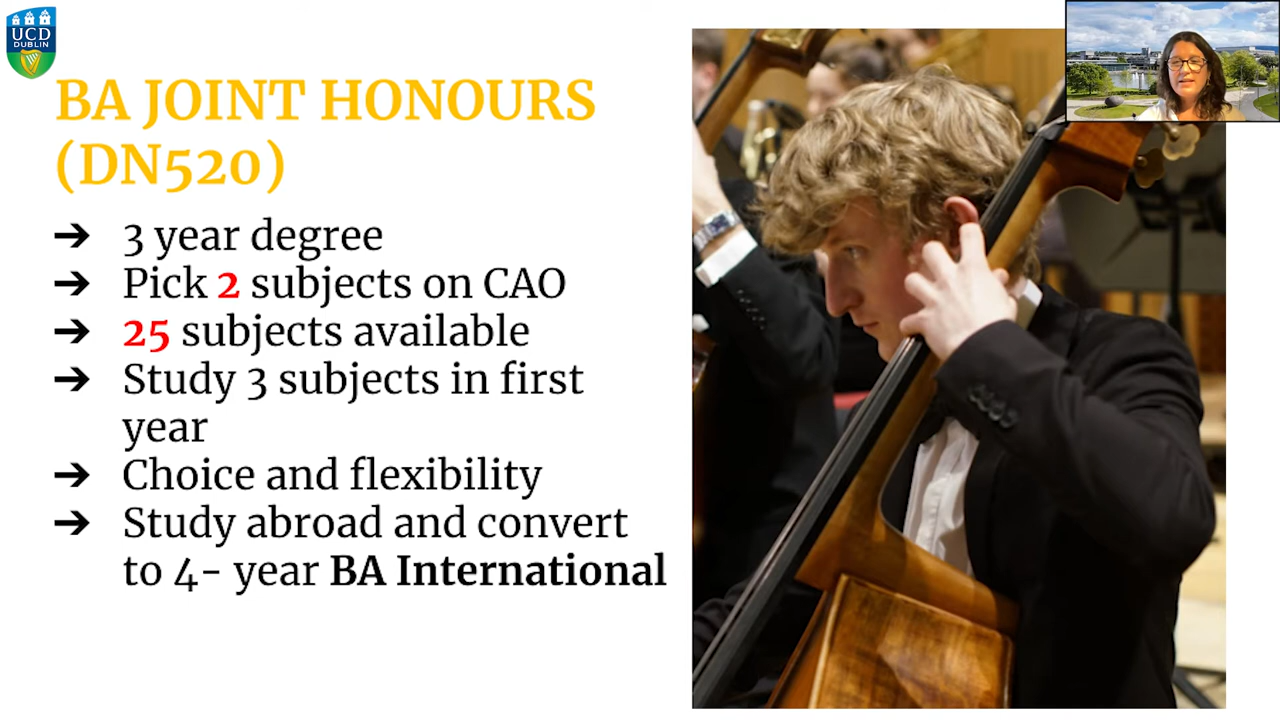 UCD
DUBLIN
BA JOINT HONOURS
(DN520)
➔ 3 year degree
➔ Pick 2 subjects on CAO
➔ 25 subjects available
➔ Study 3 subjects in first
year
➔ Choice and flexibility
➔ Study abroad and convert
to 4- year BA International